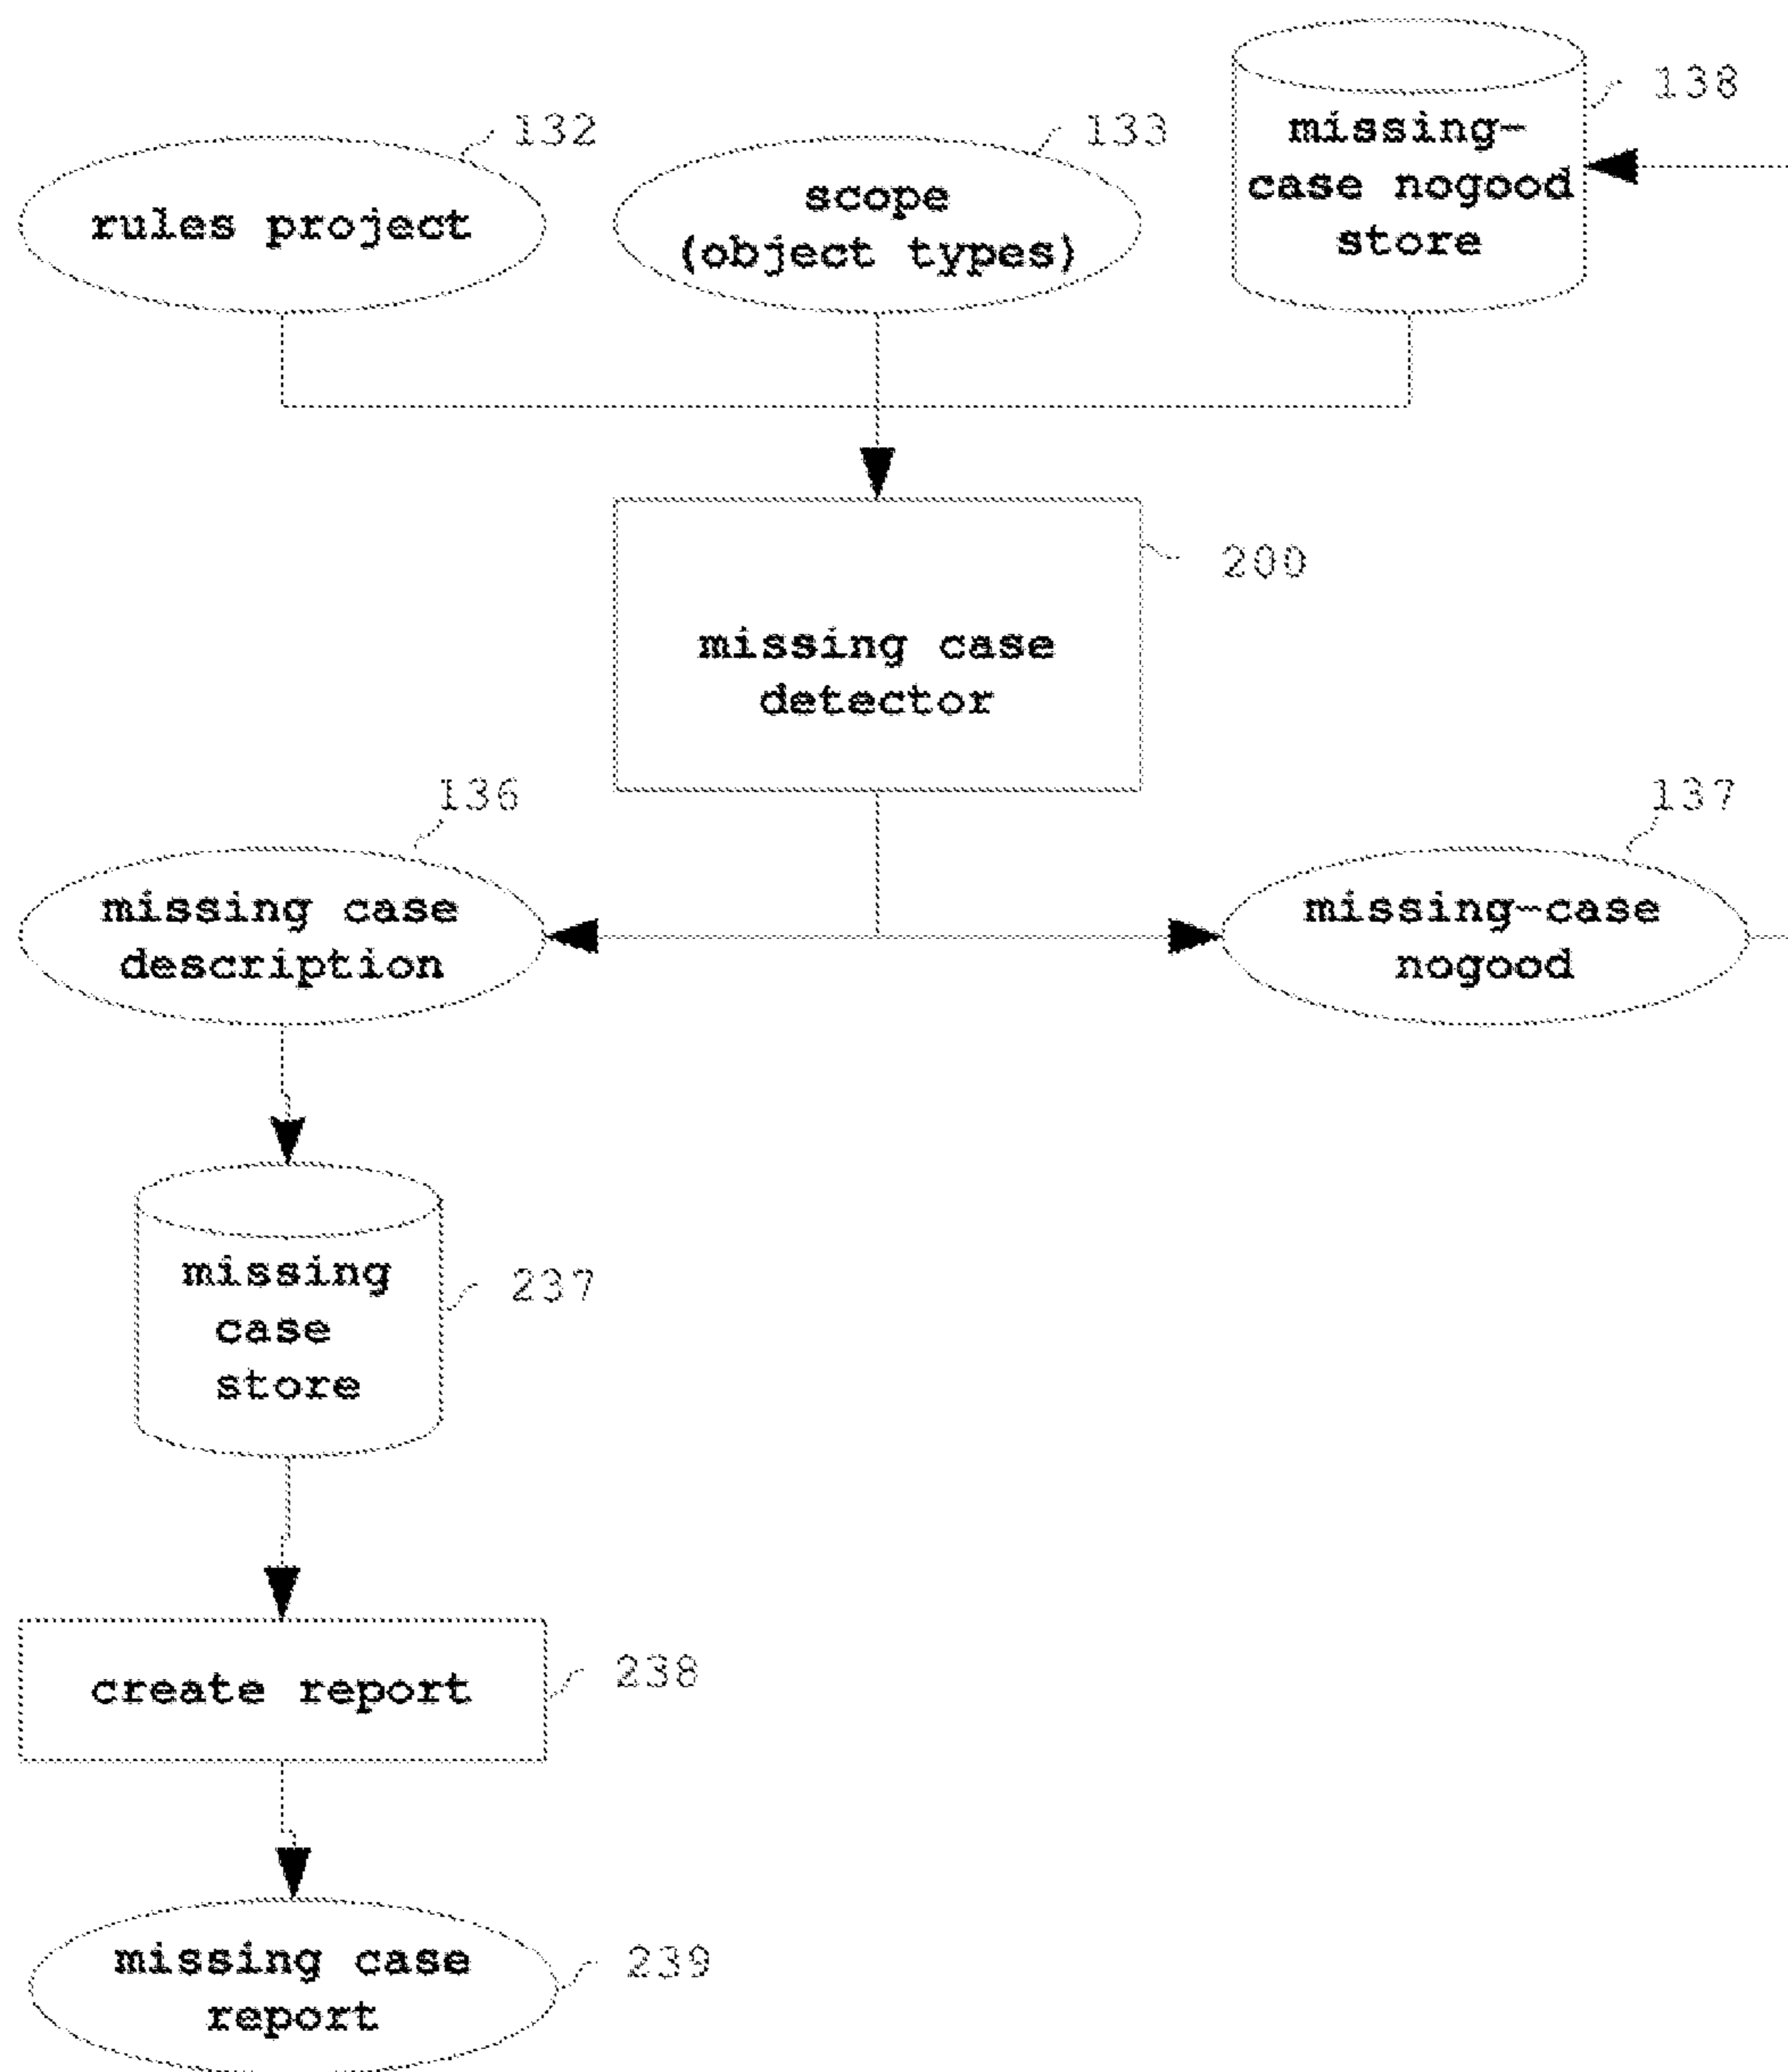 132
rules project
133
scope
(object types)
138
missing-
case nogood
store
200
missing case
detector
136
missing case
description
137
missing-case
nogood
missing
case
store
237
create report
238
missing case
report
239